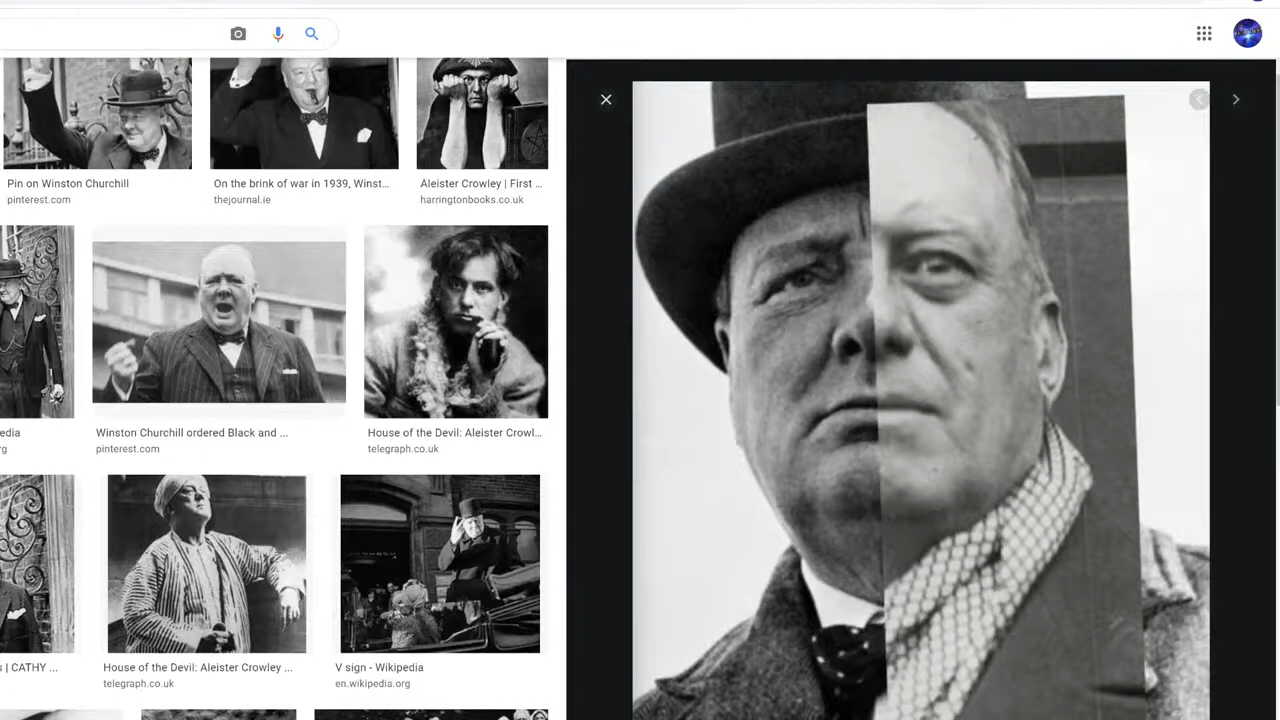 Pin on Winston Churchill
pinterest.com
On the brink of war in 1939, Winst...
thejournal.ie
Aleister Crowley | First ...
harringtonbooks.co.uk
edia
rg
Winston Churchill ordered Black and ...
pinterest.com
House of the Devil: Aleister Crowl...
telegraph.co.uk
s | CATHY ...
House of the Devil: Aleister Crowley ...
telegraph.co.uk
V sign - Wikipedia
en.wikipedia.org